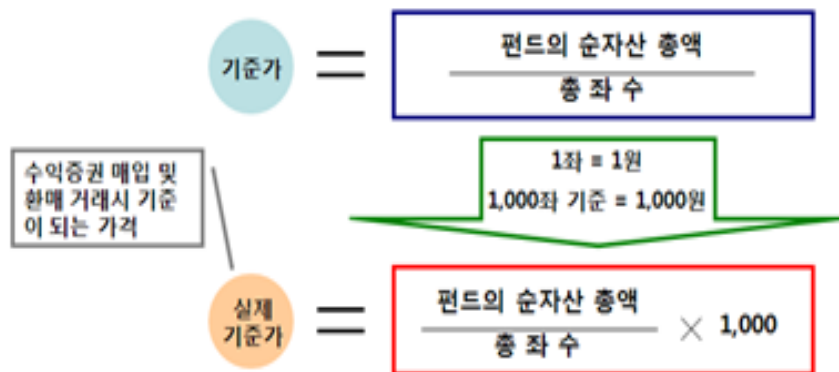 기준가 = 펀드의 순자산 총액
총 좌 수
1좌 = 1원
1,000좌 기준 = 1,000원
수익증권 매입 및
환매 거래시 기준
이 되는 가격
실제
기준가 = 펀드의 순자산 총액
총 좌 수
× 1,000